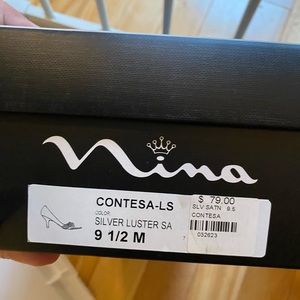 Nina
CONTESA-LS
COLOR:
SILVER LUSTER SA
9 1/2 M
$ 79.00
SLV SATN 9.5
CONTESA
032623